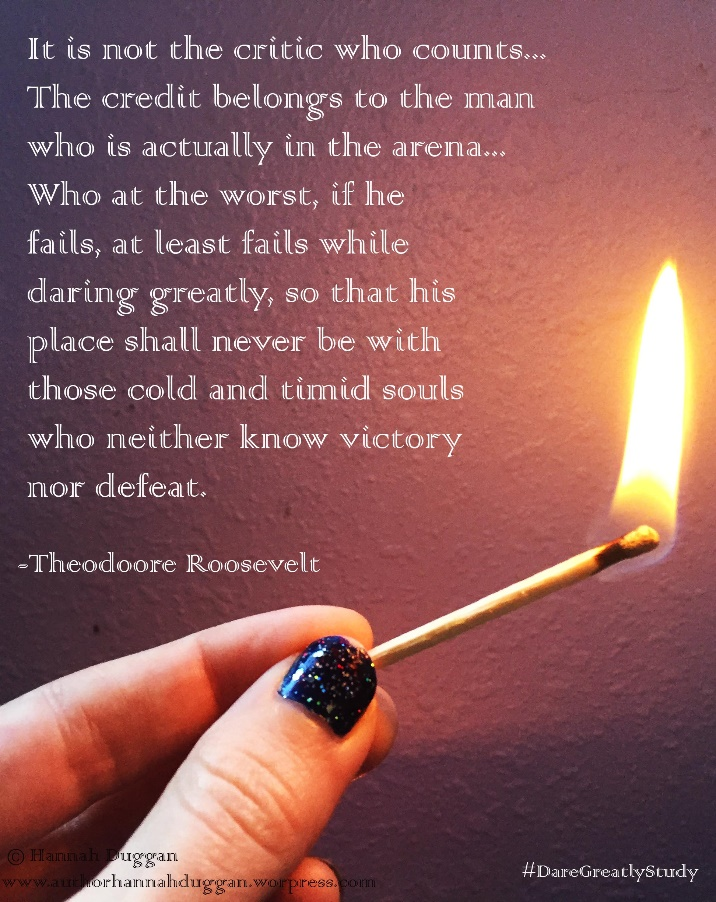 It is not the critic who counts...
The credit belongs to the man
who is actually in the arena...
Who at the worst, if he
fails, at least fails while
daring greatly, so that his
place shall never be with
those cold and timid souls
who neither know victory
nor defeat.
-Theodoore Roosevelt
© Hannah Duggan
www.authorhannahduggan.worpress.com
#DareGreatlyStudy